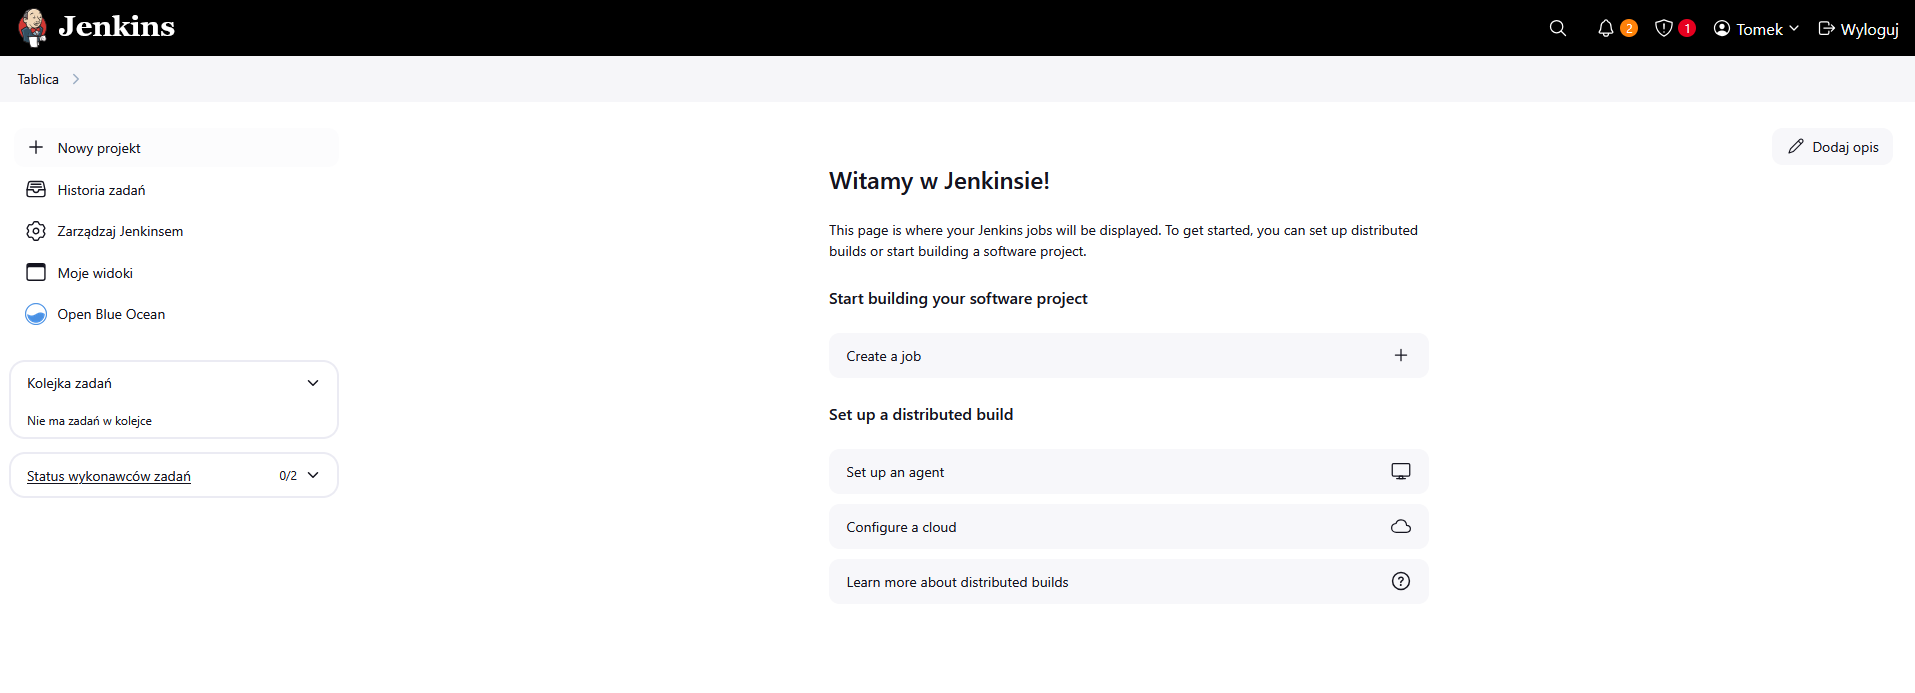 Jenkins
2
1
Tomek
Wyloguj
Tablica
Nowy projekt
Historia zadań
Zarządzaj Jenkinsem
Moje widoki
Open Blue Ocean
Kolejka zadań
Nie ma zadań w kolejce
Status wykonawców zadań
0/2
Dodaj opis
Witamy w Jenkinsie!
This page is where your Jenkins jobs will be displayed. To get started, you can set up distributed
builds or start building a software project.
Start building your software project
Create a job
Set up a distributed build
Set up an agent
Configure a cloud
Learn more about distributed builds